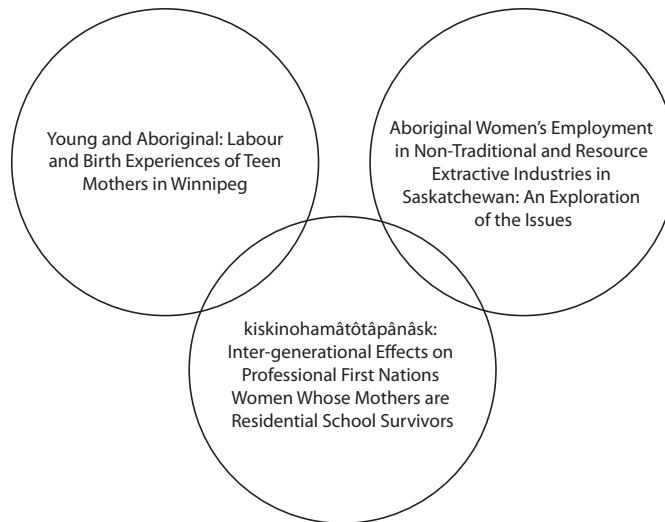 Young and Aboriginal: Labour
and Birth Experiences of Teen
Mothers in Winnipeg
Aboriginal Women’s Employment
in Non-Traditional and Resource
Extractive Industries in
Saskatchewan: An Exploration
of the Issues
kiskinohamâtôtâpânâsk:
Inter-generational Effects on
Professional First Nations
Women Whose Mothers are
Residential School Survivors